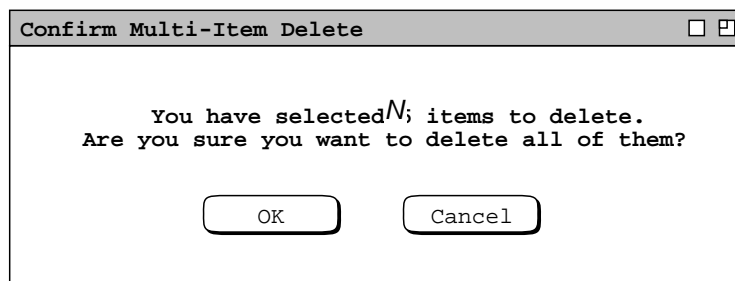 Confirm Multi-Item Delete
You have selected N items to delete.
Are you sure you want to delete all of them?
OK Cancel